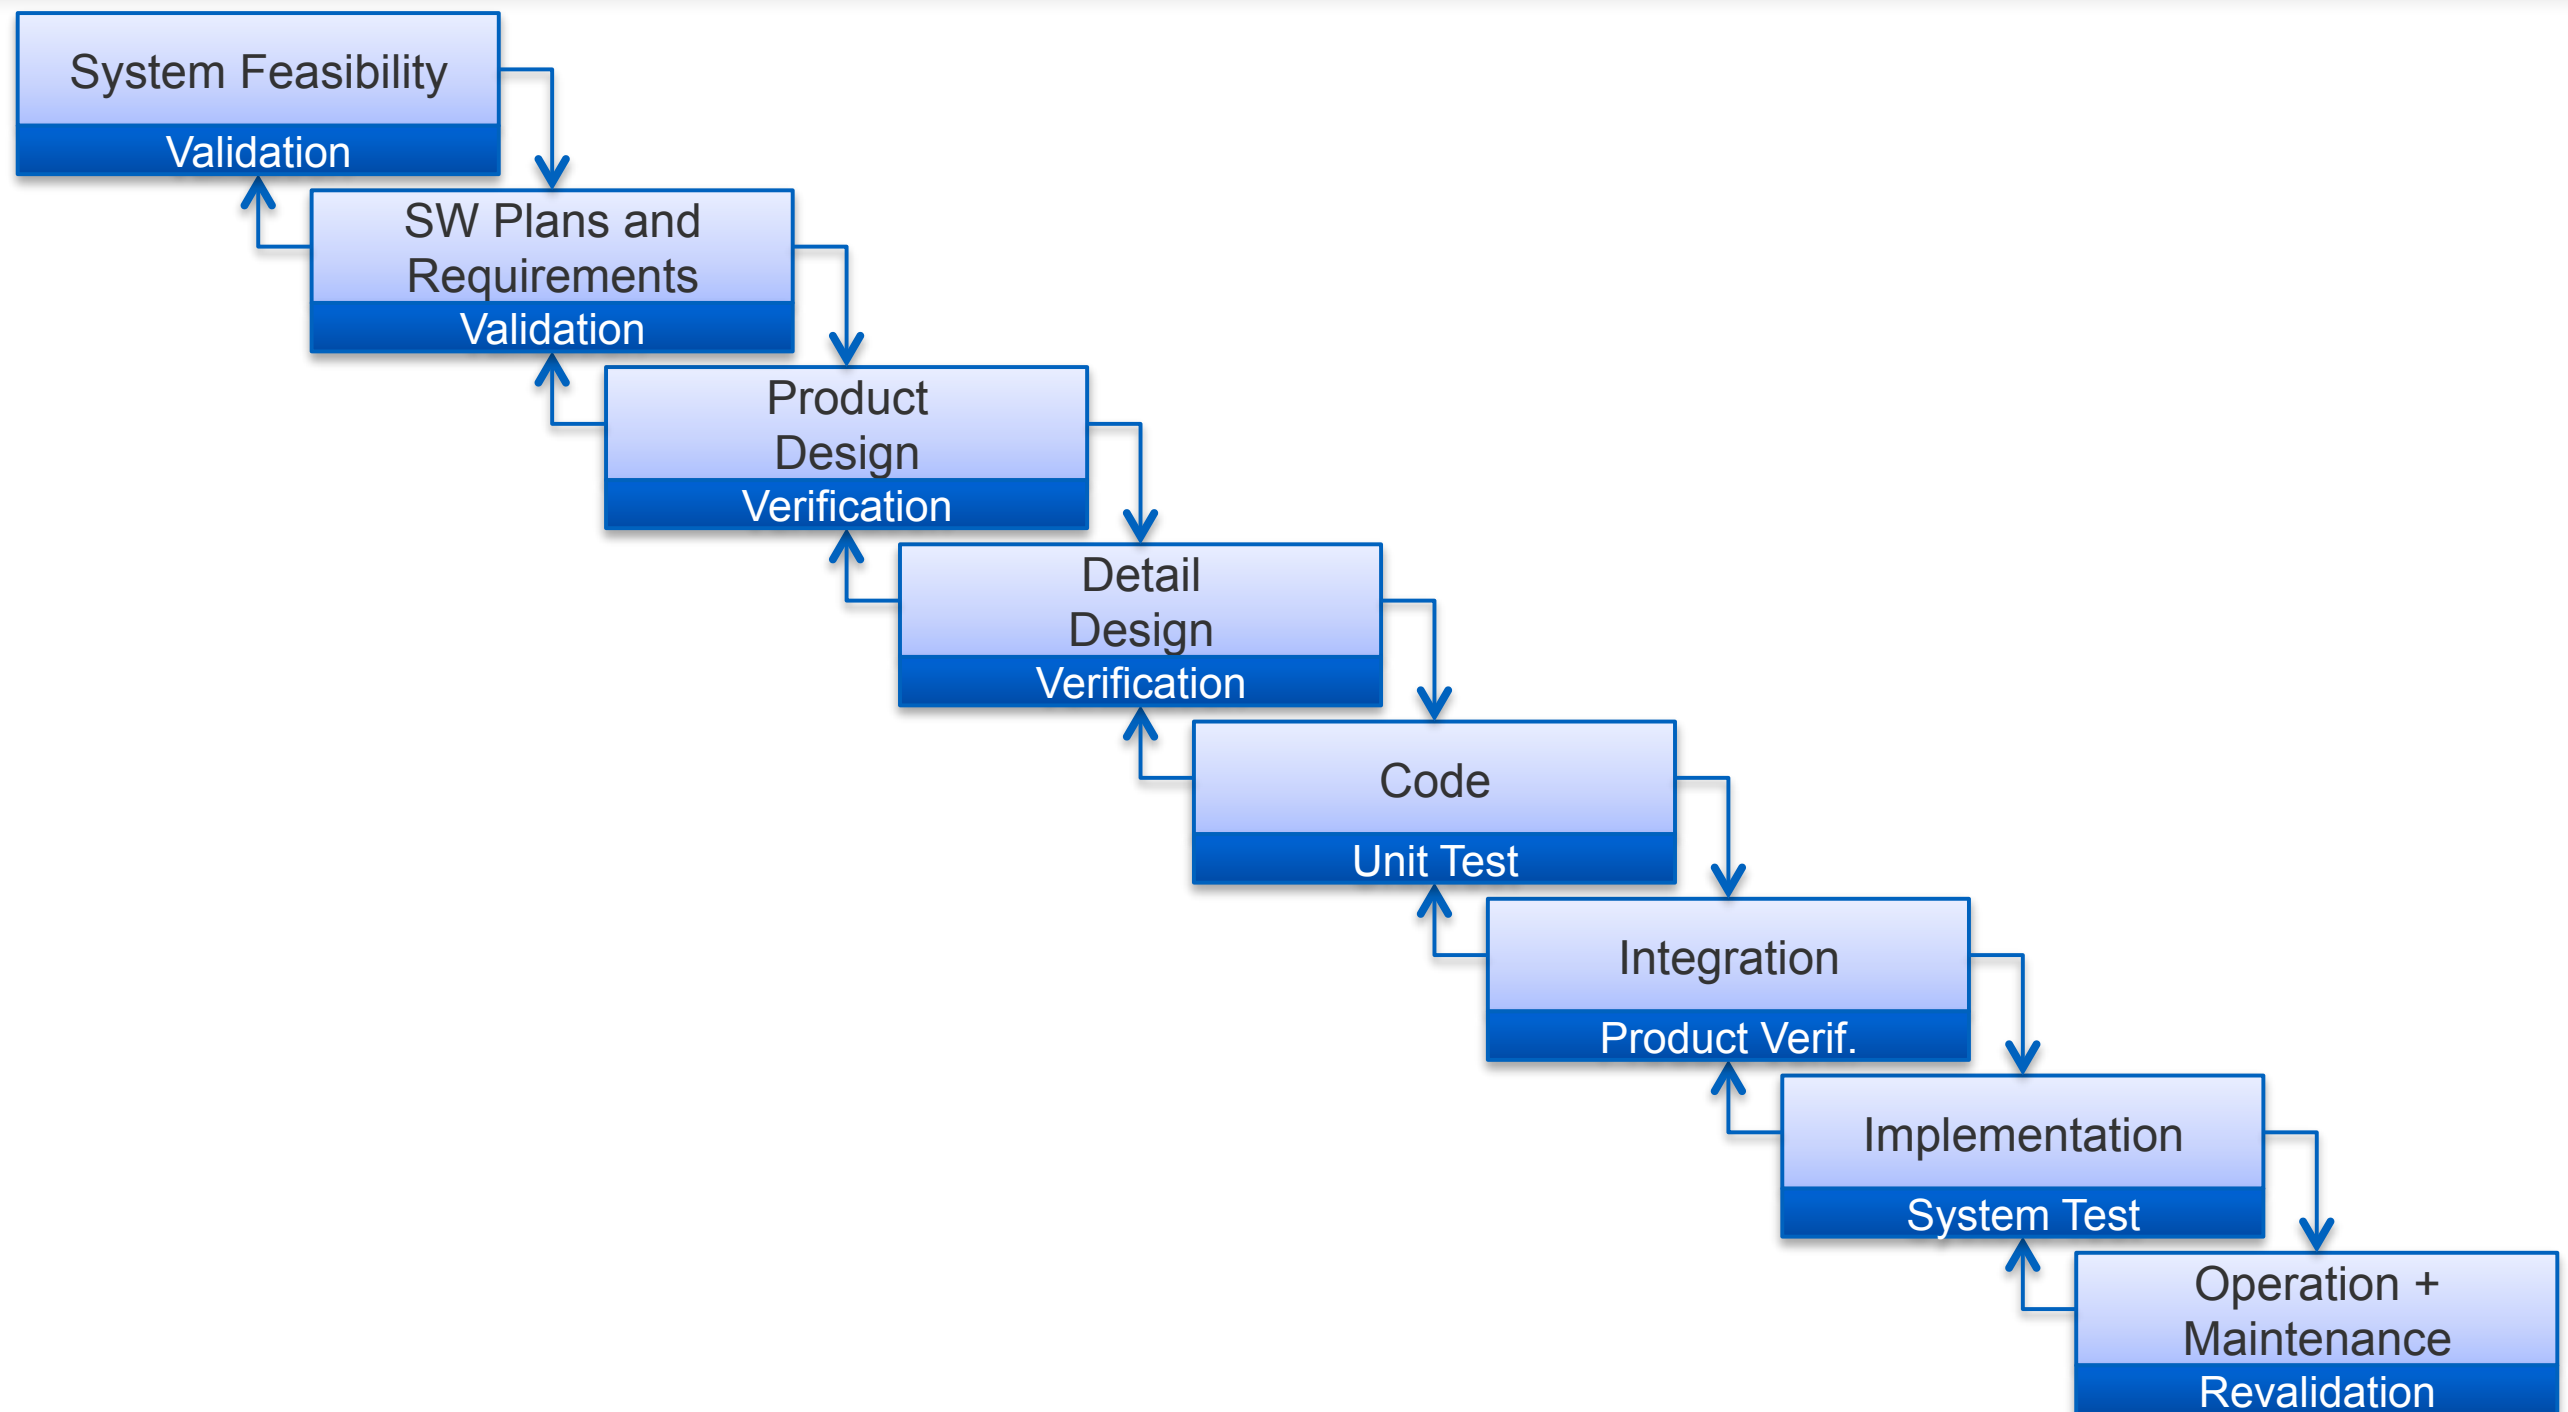 System Feasibility
Validation
SW Plans and
Requirements
Validation
Product
Design
Verification
Detail
Design
Verification
Code
Unit Test
Integration
Product Verif.
Implementation
System Test
Operation +
Maintenance
Revalidation